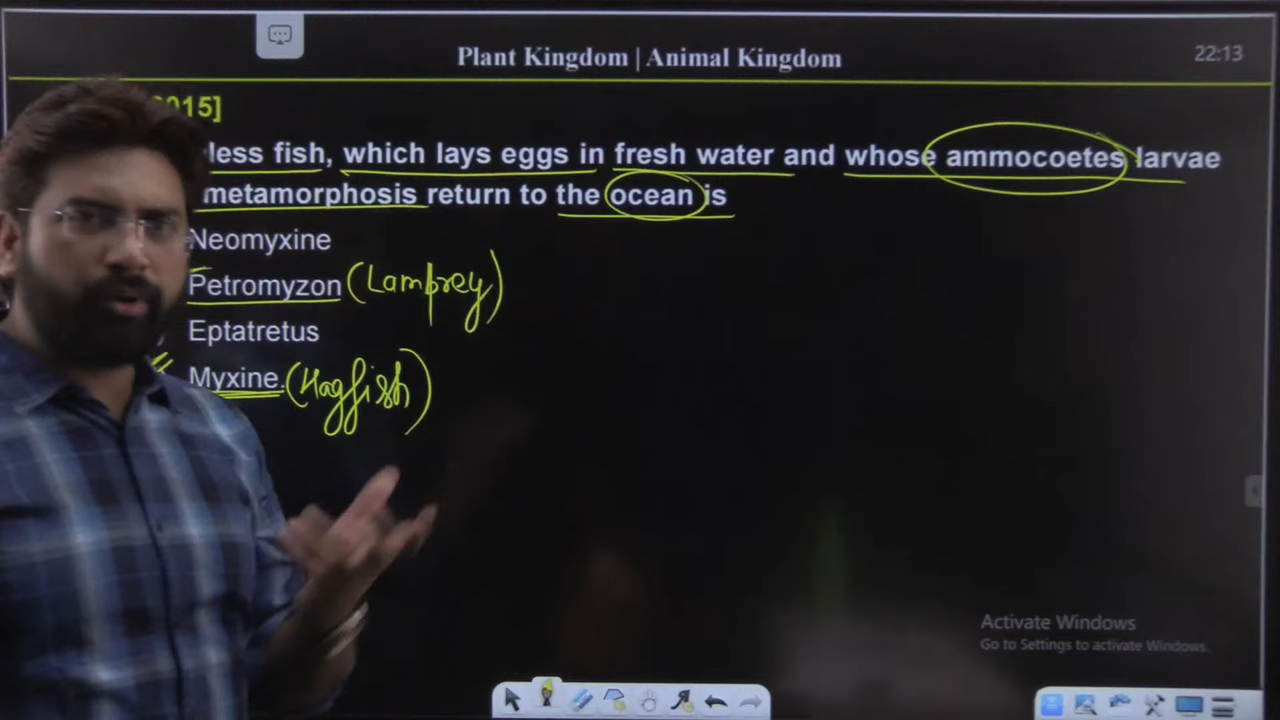 Plant Kingdom | Animal Kingdom
22:13
2015]
less fish, which lays eggs in fresh water and whose ammocoetes larvae
metamorphosis return to the ocean is
Neomyxine
Petromyzon (Lamprey)
Eptatretus
Myxine. (Hagfish)
Activate Windows
Go to Settings to activate Windows.